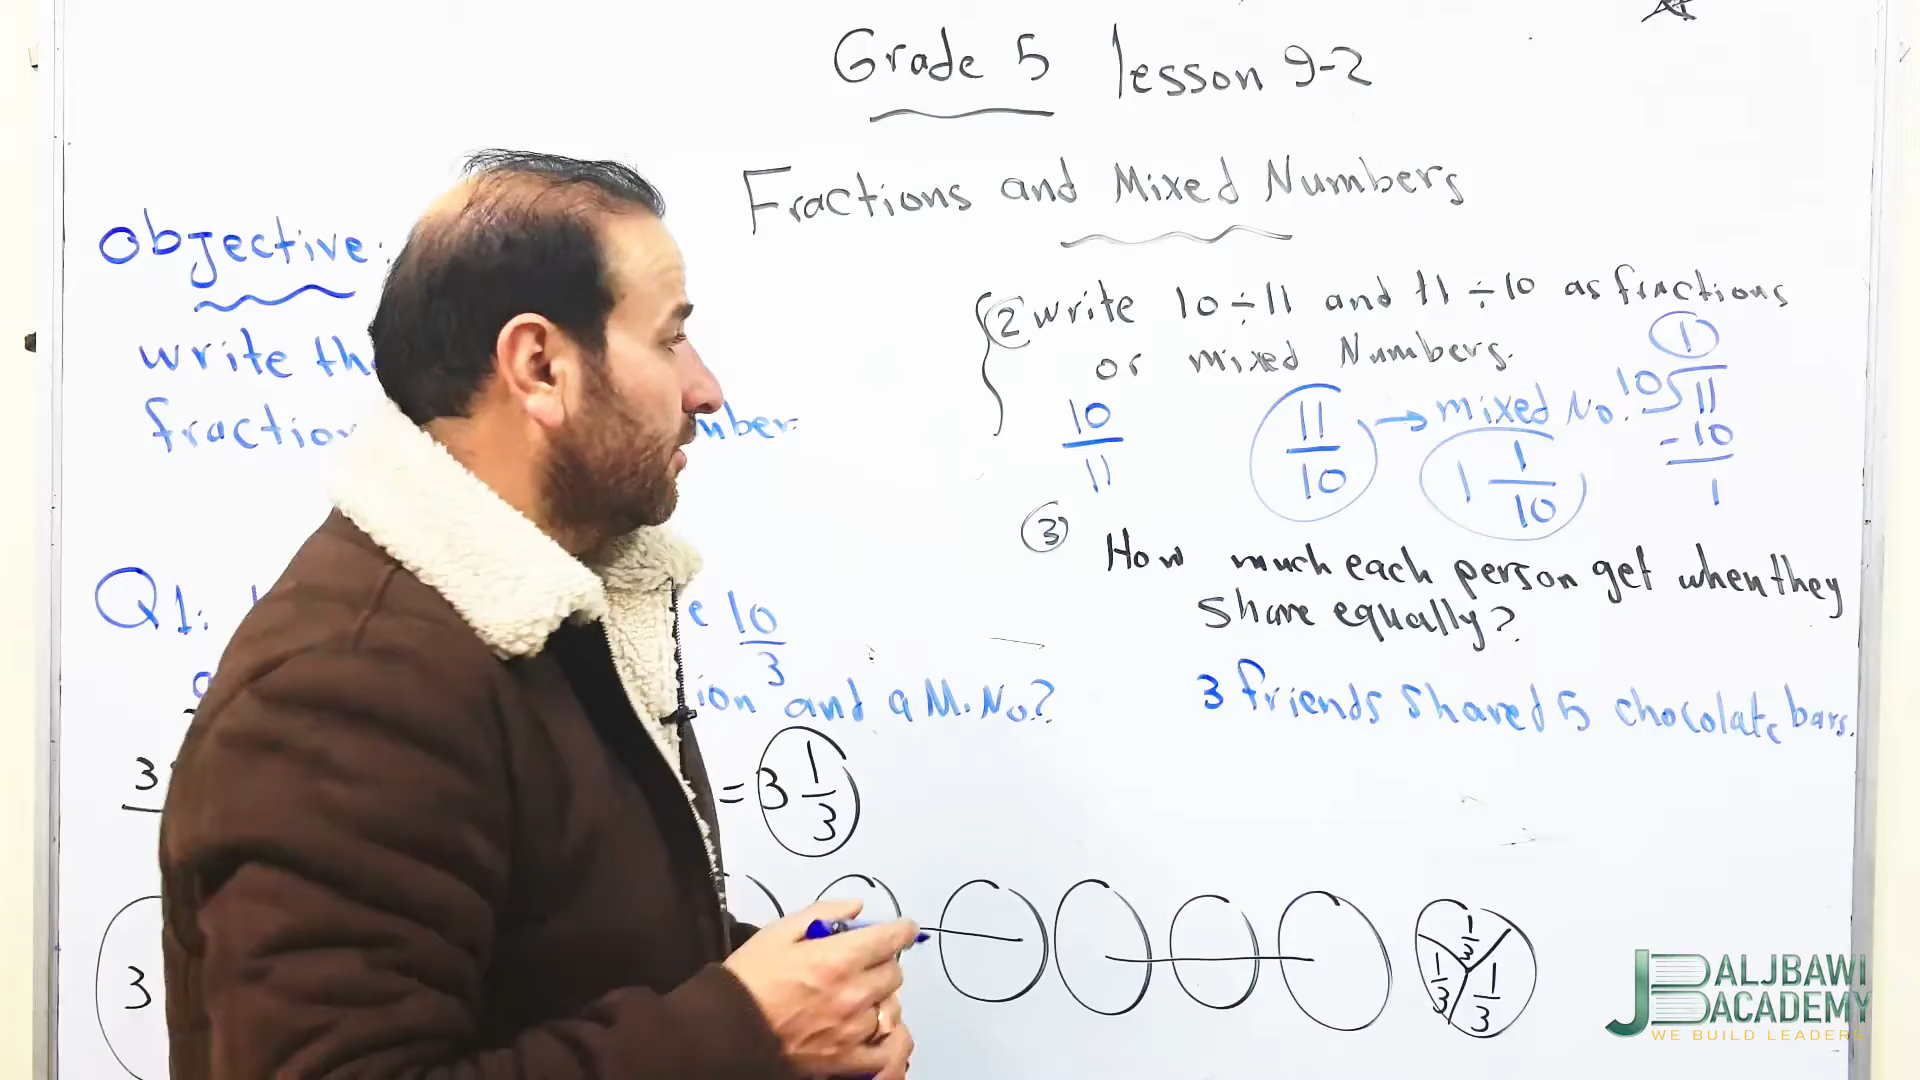 Grade 5 lesson 9-2
Fractions and Mixed Numbers
Objective:
write
fraction
Q1: 10/3
and a M.No?
= 3 1/3
3
1/3 1/3 1/3
② write 10÷11 and 11÷10 as fractions
or mixed Numbers.
10/11
11/10 → mixed No.
1 1/10
1
10 11
-10
1
③ How much each person get when they
share equally?
3 friends shared 5 chocolate bars.
ALJBAWI
ACADEMY
WE BUILD LEADERS